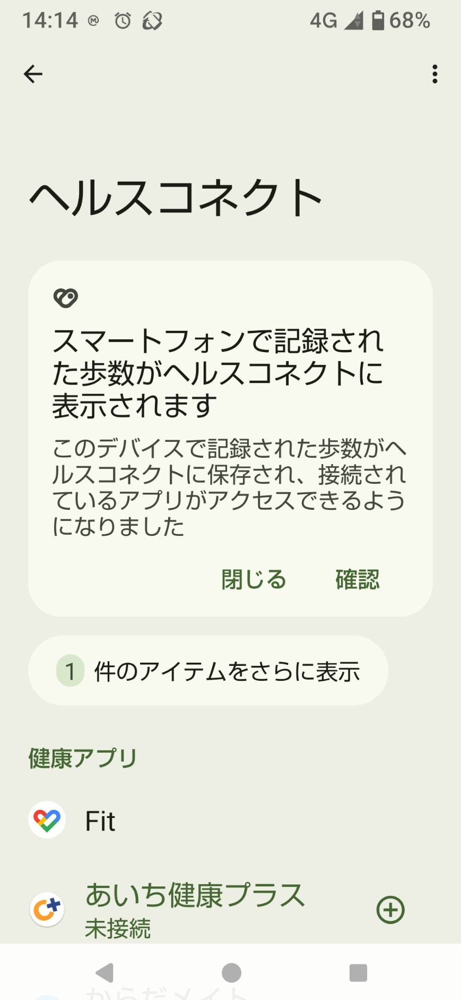 14:14 4G 68%
ヘルスコネクト
スマートフォンで記録され
た歩数がヘルスコネクトに
表示されます
このデバイスで記録された歩数がヘ
ルスコネクトに保存され、接続され
ているアプリがアクセスできるよう
になりました
閉じる 確認
1 件のアイテムをさらに表示
健康アプリ
Fit
あいち健康プラス
未接続
からだメイト